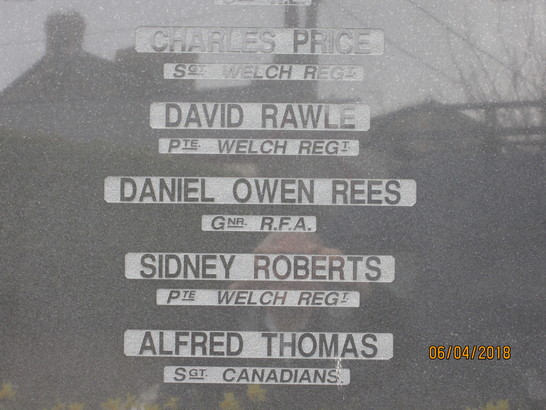 CHARLES PRICE
SGT. WELCH REGT.
DAVID RAWLE
PTE. WELCH REGT.
DANIEL OWEN REES
GNR. R.F.A.
SIDNEY ROBERTS
PTE WELCH REGT.
ALFRED THOMAS
SGT. CANADIANS.
06/04/2018